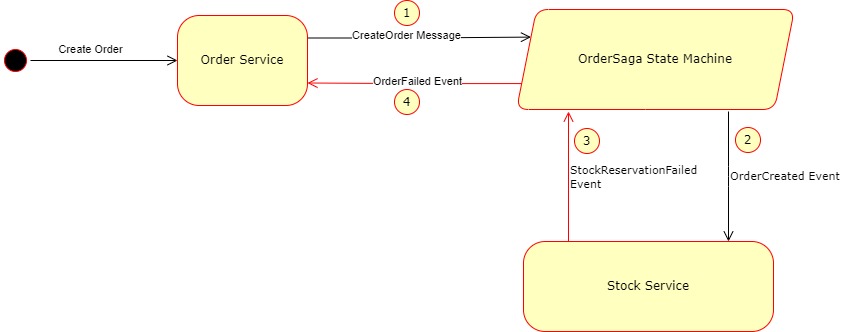 1
Create Order
Order Service
CreateOrder Message
OrderSaga State Machine
OrderFailed Event
4
3
2
StockReservationFailed
Event
OrderCreated Event
Stock Service